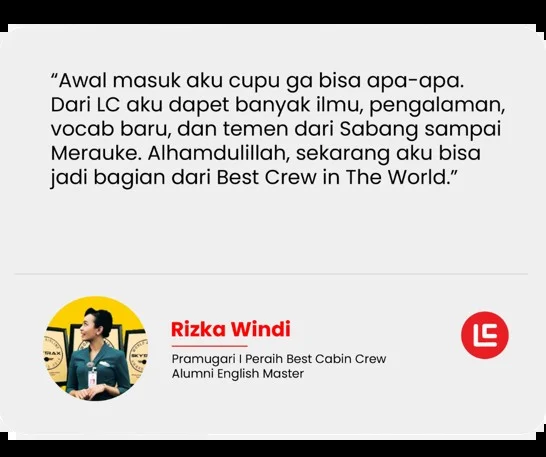 “Awal masuk aku cupu ga bisa apa-apa.
Dari LC aku dapet banyak ilmu, pengalaman,
vocab baru, dan temen dari Sabang sampai
Merauke. Alhamdulillah, sekarang aku bisa
jadi bagian dari Best Crew in The World.”
Rizka Windi
Pramugari I Peraih Best Cabin Crew
Alumni English Master
LC